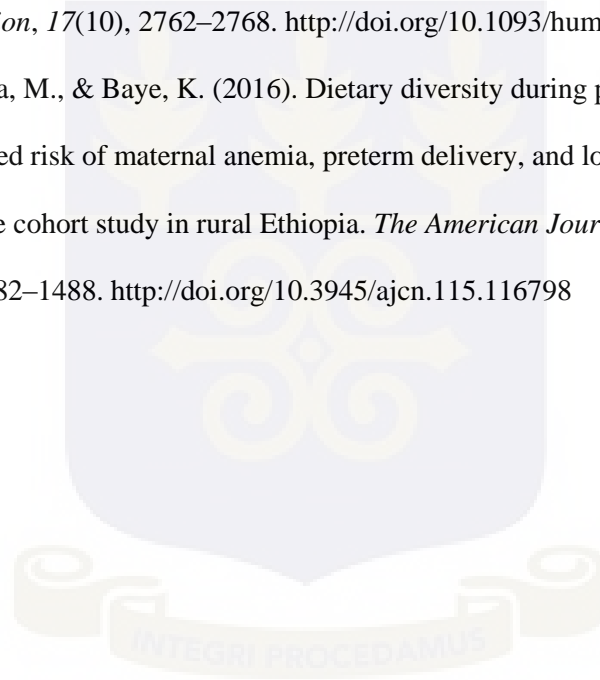 ion, 17(10), 2762–2768. http://doi.org/10.1093/hum
a, M., & Baye, K. (2016). Dietary diversity during p
ed risk of maternal anemia, preterm delivery, and lo
e cohort study in rural Ethiopia. The American Jour
82–1488. http://doi.org/10.3945/ajcn.115.116798
INTEGRI PROCEDAMUS